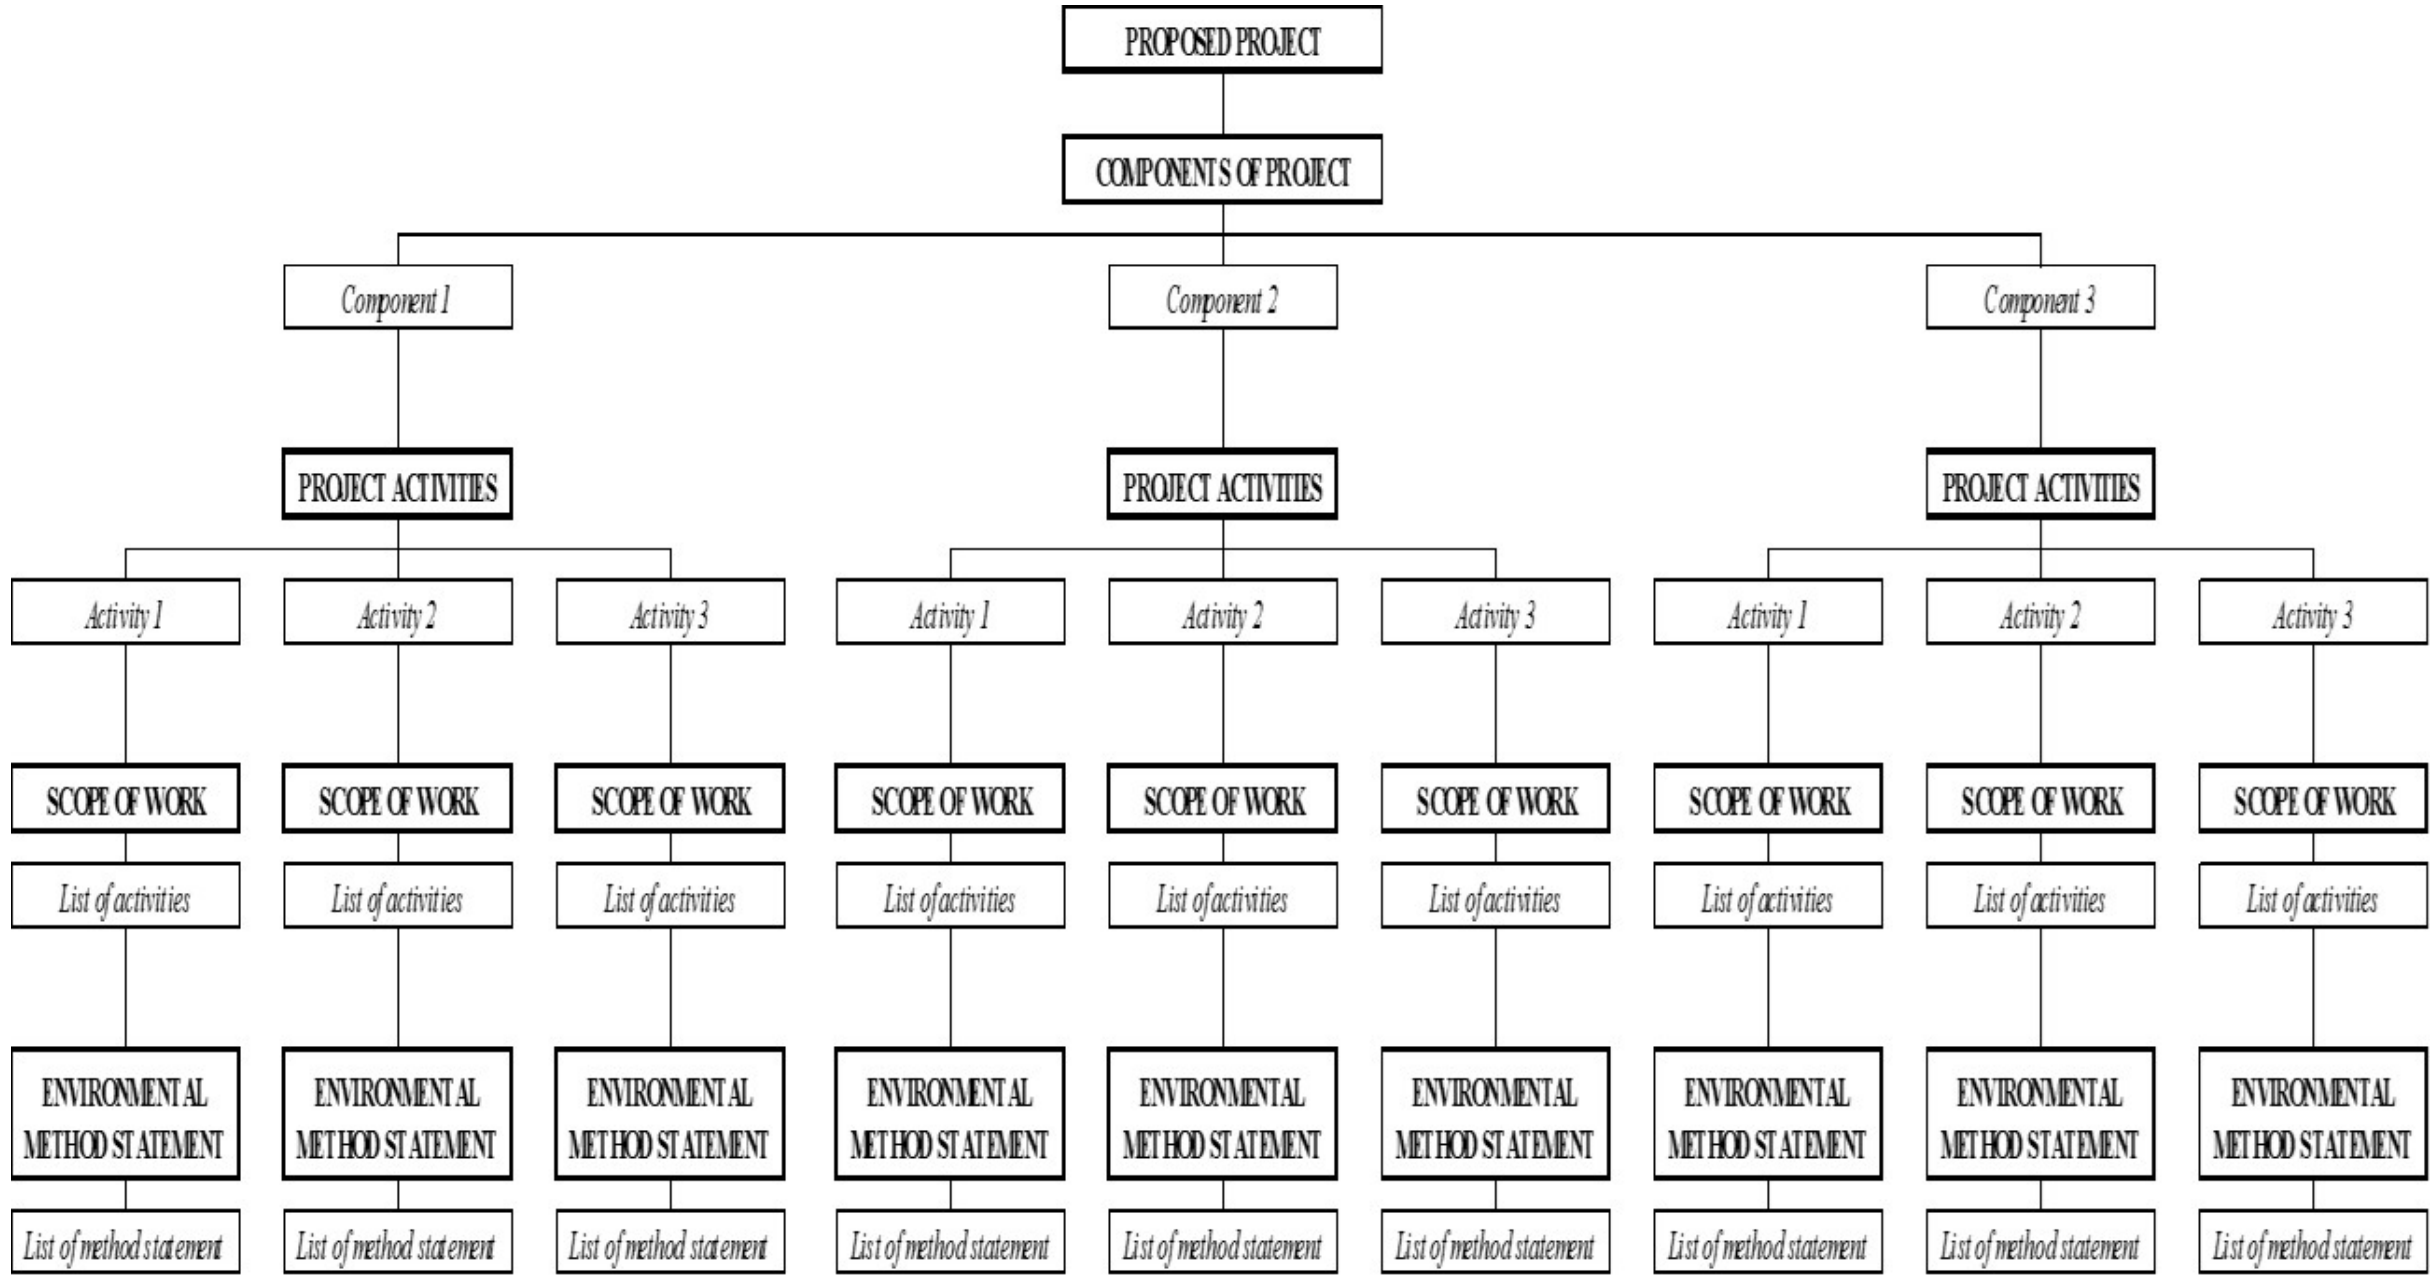 PROPOSED PROJECT
COMPONENTS OF PROJECT
Component 1
Component 2
Component 3
PROJECT ACTIVITIES
PROJECT ACTIVITIES
PROJECT ACTIVITIES
Activity 1
Activity 2
Activity 3
Activity 1
Activity 2
Activity 3
Activity 1
Activity 2
Activity 3
SCOPE OF WORK
SCOPE OF WORK
SCOPE OF WORK
SCOPE OF WORK
SCOPE OF WORK
SCOPE OF WORK
SCOPE OF WORK
SCOPE OF WORK
SCOPE OF WORK
List of activities
List of activities
List of activities
List of activities
List of activities
List of activities
List of activities
List of activities
List of activities
ENVIRONMENTAL
METHOD STATEMENT
ENVIRONMENTAL
METHOD STATEMENT
ENVIRONMENTAL
METHOD STATEMENT
ENVIRONMENTAL
METHOD STATEMENT
ENVIRONMENTAL
METHOD STATEMENT
ENVIRONMENTAL
METHOD STATEMENT
ENVIRONMENTAL
METHOD STATEMENT
ENVIRONMENTAL
METHOD STATEMENT
ENVIRONMENTAL
METHOD STATEMENT
List of method statement
List of method statement
List of method statement
List of method statement
List of method statement
List of method statement
List of method statement
List of method statement
List of method statement